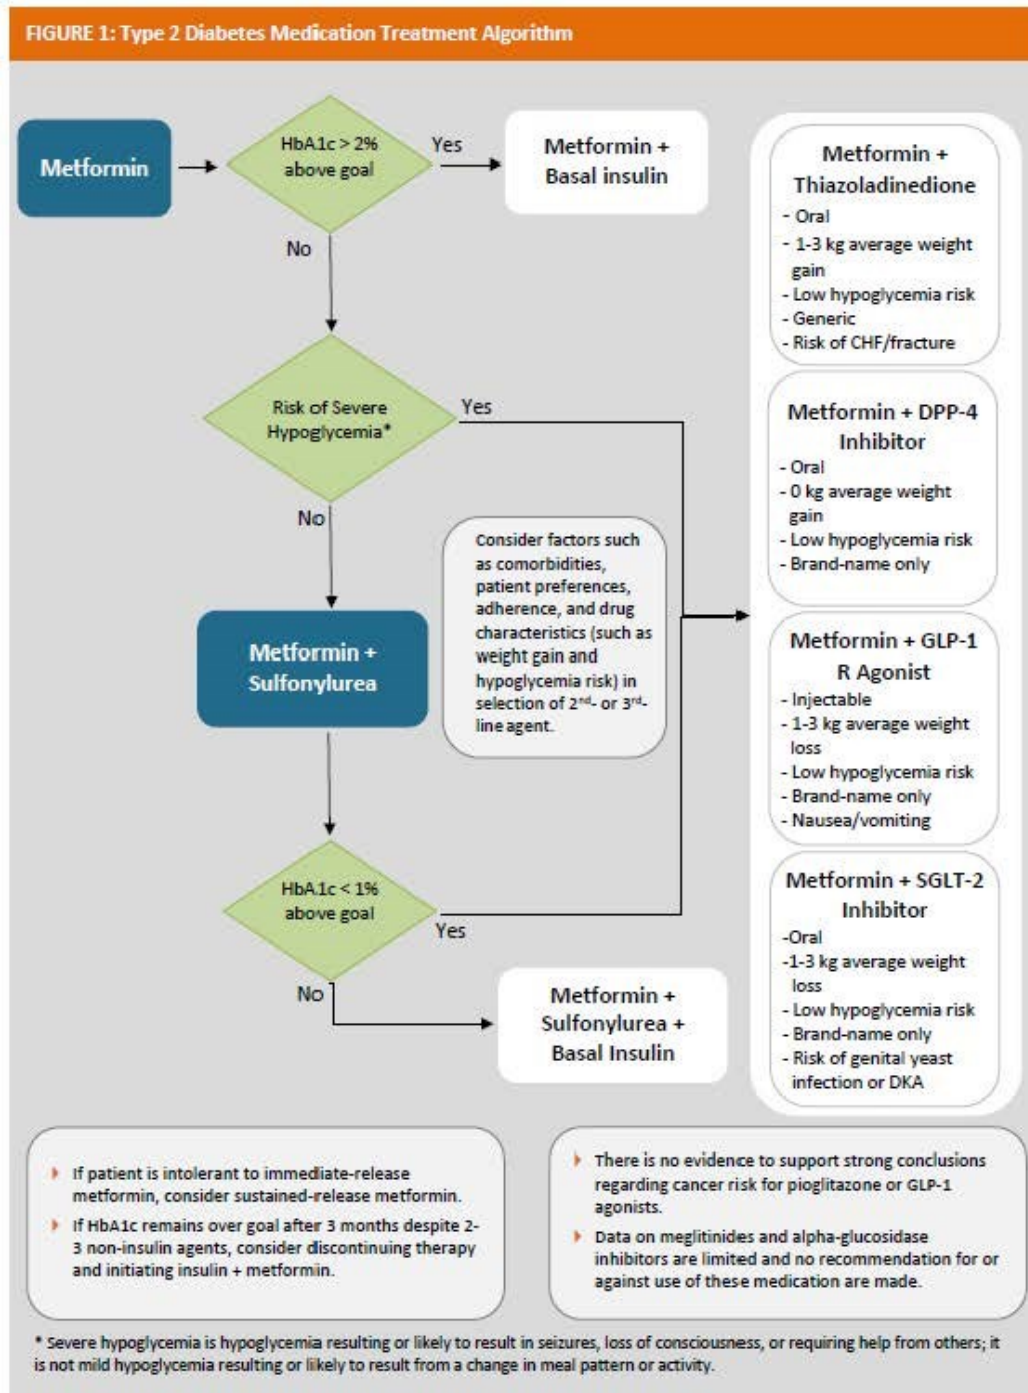 FIGURE 1: Type 2 Diabetes Medication Treatment Algorithm
Metformin
HbA1c > 2%
above goal
Yes
Metformin +
Basal insulin
No
Risk of Severe
Hypoglycemia*
Yes
No
Consider factors such
as comorbidities,
patient preferences,
adherence, and drug
characteristics (such as
weight gain and
hypoglycemia risk) in
selection of 2nd- or 3rd-
line agent.
Metformin +
Sulfonylurea
HbA1c < 1%
above goal
Yes
No
Metformin +
Sulfonylurea +
Basal Insulin
Metformin +
Thiazoladinedione
- Oral
- 1-3 kg average weight
gain
- Low hypoglycemia risk
- Generic
- Risk of CHF/fracture
Metformin + DPP-4
Inhibitor
- Oral
- 0 kg average weight
gain
- Low hypoglycemia risk
- Brand-name only
Metformin + GLP-1
R Agonist
- Injectable
- 1-3 kg average weight
loss
- Low hypoglycemia risk
- Brand-name only
- Nausea/vomiting
Metformin + SGLT-2
Inhibitor
-Oral
-1-3 kg average weight
loss
- Low hypoglycemia risk
- Brand-name only
- Risk of genital yeast
infection or DKA
If patient is intolerant to immediate-release
metformin, consider sustained-release metformin.
If HbA1c remains over goal after 3 months despite 2-
3 non-insulin agents, consider discontinuing therapy
and initiating insulin + metformin.
There is no evidence to support strong conclusions
regarding cancer risk for pioglitazone or GLP-1
agonists.
Data on meglitinides and alpha-glucosidase
inhibitors are limited and no recommendation for or
against use of these medication are made.
* Severe hypoglycemia is hypoglycemia resulting or likely to result in seizures, loss of consciousness, or requiring help from others; it
is not mild hypoglycemia resulting or likely to result from a change in meal pattern or activity.